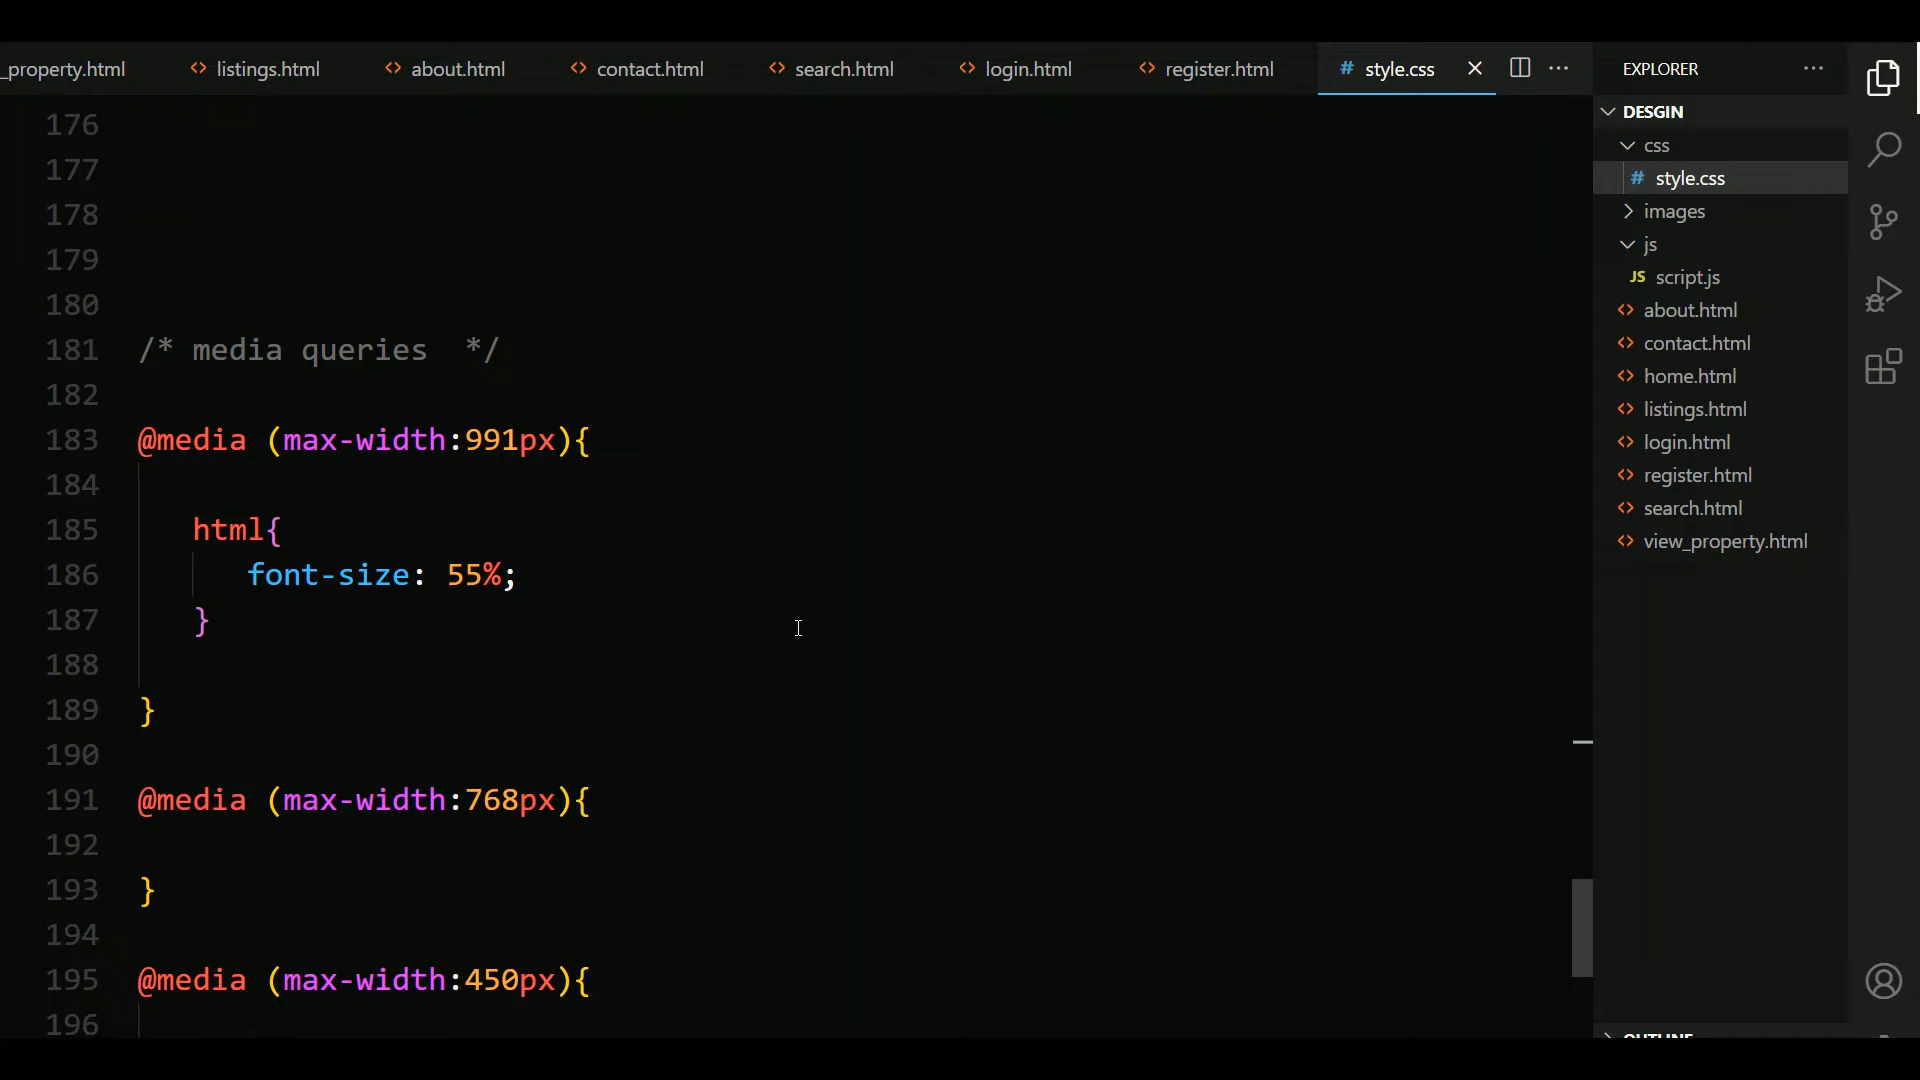 _property.html <> listings.html <> about.html <> contact.html <> search.html <> login.html <> register.html # style.css
176
177
178
179
180
181 /* media queries  */
182
183 @media (max-width:991px){
184
185 html{
186 font-size: 55%;
187 }
188
189 }
190
191 @media (max-width:768px){
192
193 }
194
195 @media (max-width:450px){
196
EXPLORER
DESGIN
css
# style.css
images
js
JS script.js
<> about.html
<> contact.html
<> home.html
<> listings.html
<> login.html
<> register.html
<> search.html
<> view_property.html
OUTLINE